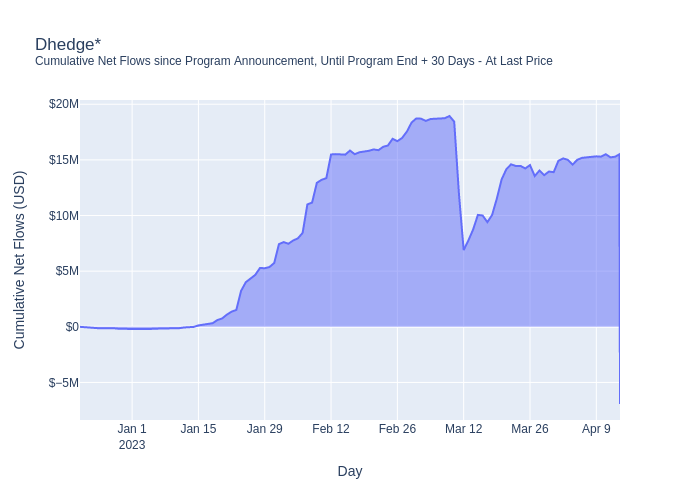 Dhedge*
Cumulative Net Flows since Program Announcement, Until Program End + 30 Days - At Last Price
Cumulative Net Flows (USD)
$20M
$15M
$10M
$5M
$0
$−5M
Jan 1
2023
Jan 15
Jan 29
Feb 12
Feb 26
Mar 12
Mar 26
Apr 9
Day